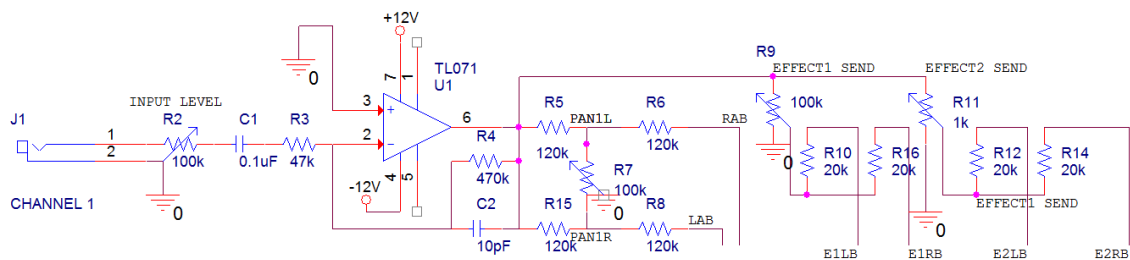 +12V
7
1
TL071
U1
0
R9
EFFECT1 SEND
EFFECT2 SEND
INPUT LEVEL
J1
1
2
R2
100k
C1
0.1uF
R3
47k
3
2
+
-
6
4
5
-12V
R4
470k
C2
10pF
R5
120k
PAN1L
R6
120k
RAB
R7
100k
0
R15
120k
PAN1R
R8
120k
LAB
100k
0
R10
20k
R16
20k
R11
1k
R12
20k
R14
20k
EFFECT1 SEND
0
0
CHANNEL 1
E1LB
E1RB
E2LB
E2RB